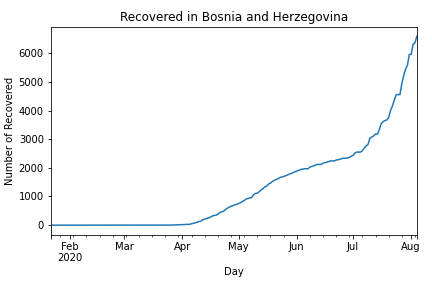 Recovered in Bosnia and Herzegovina
Number of Recovered
6000
5000
4000
3000
2000
1000
0
Feb Mar Apr May Jun Jul Aug
2020
Day